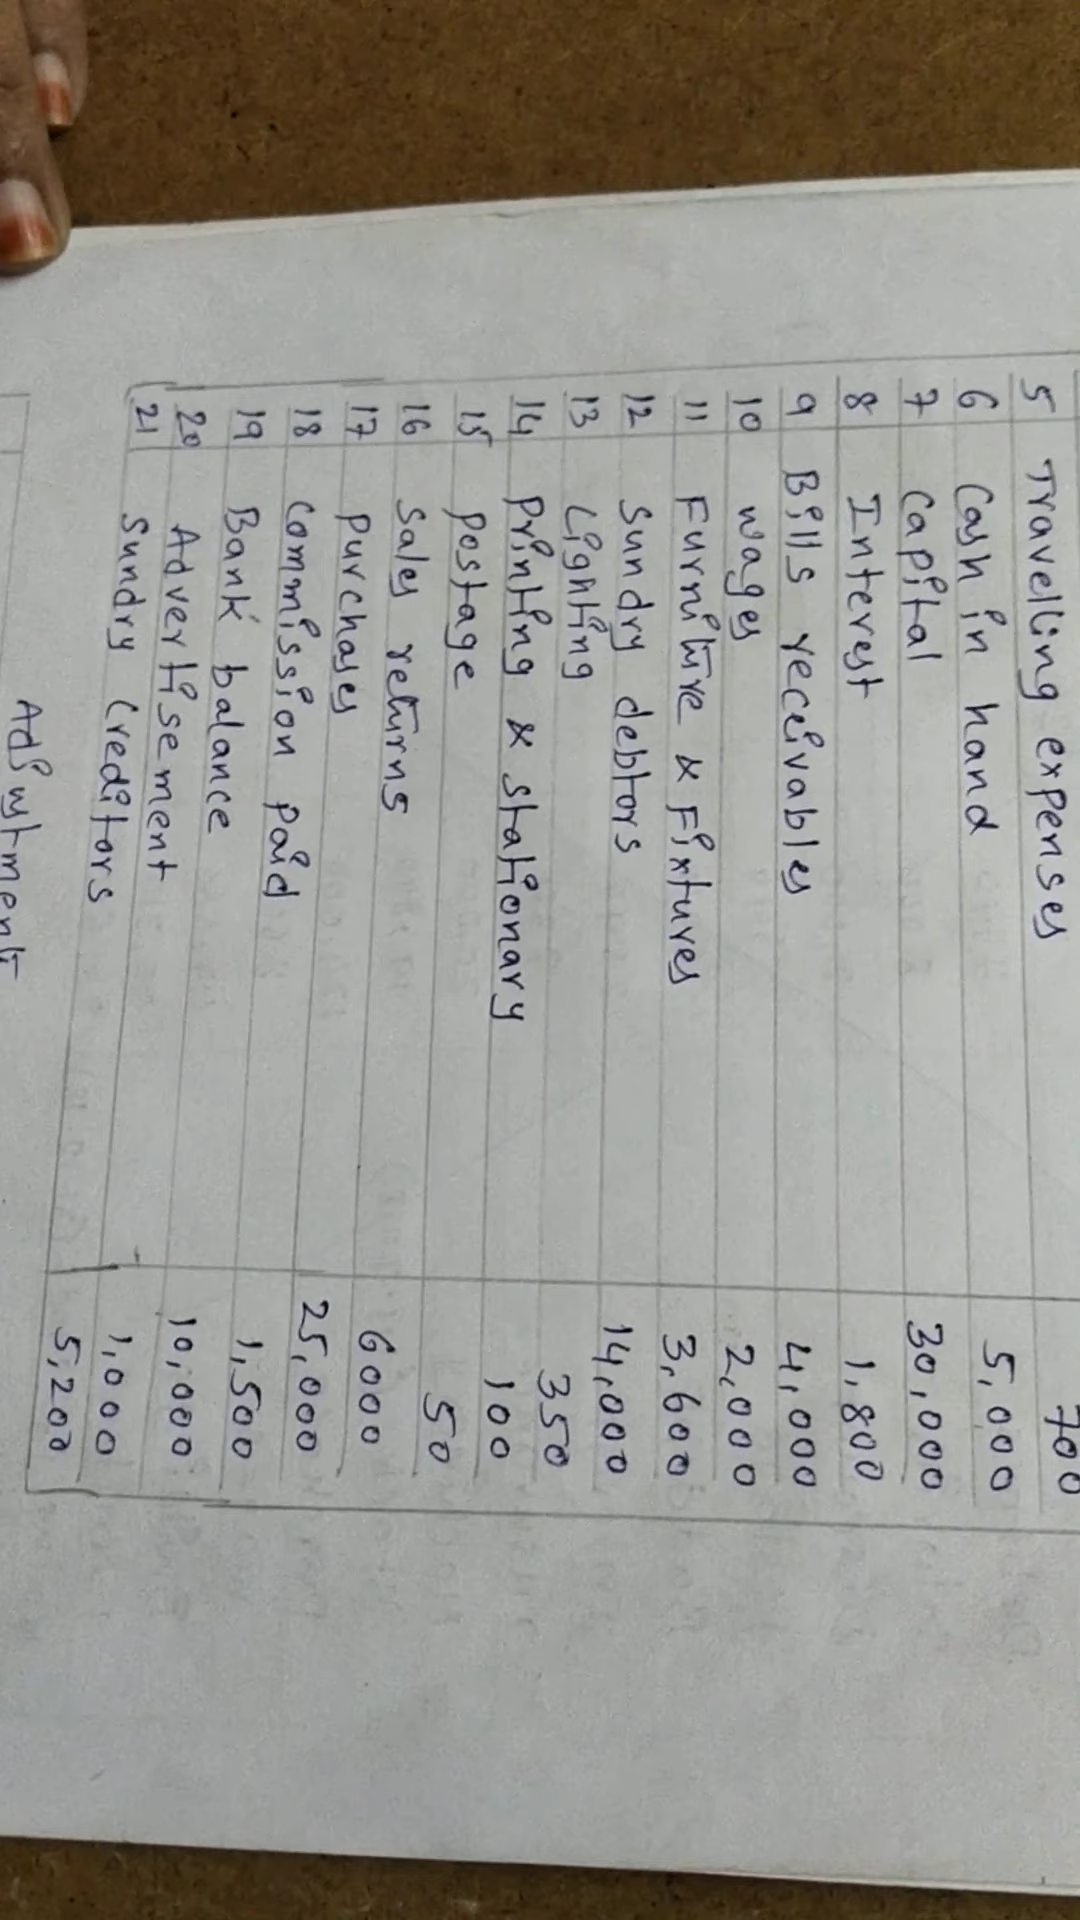 5 Travelling expenses 700
6 Cash in hand 5,000
7 Capital 30,000
8 Interest 1,800
9 Bills receivables 4,000
10 wages 2,000
11 Furniture & Fixtures 3,600
12 Sundry debtors 14,000
13 Lighting 350
14 Printing & stationary 100
15 Postage 50
16 Sales returns 6000
17 Purchases 25,000
18 Commission paid 1,500
19 Bank balance 10,000
20 Advertisement 1,000
21 Sundry Creditors 5,200
Adjustment